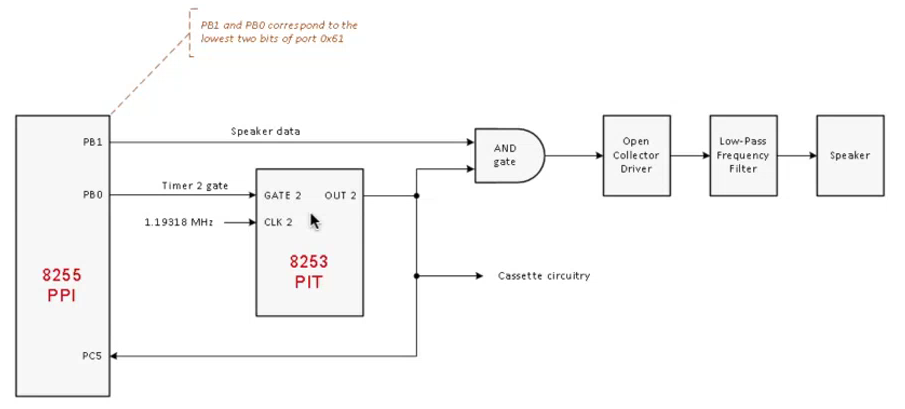 PB1 and PB0 correspond to the
lowest two bits of port 0x61
PB1
Speaker data
AND
gate
Open
Collector
Driver
Low-Pass
Frequency
Filter
Speaker
PB0
Timer 2 gate
GATE 2
OUT 2
1.19318 MHz
CLK 2
8253
PIT
8255
PPI
Cassette circuitry
PC5